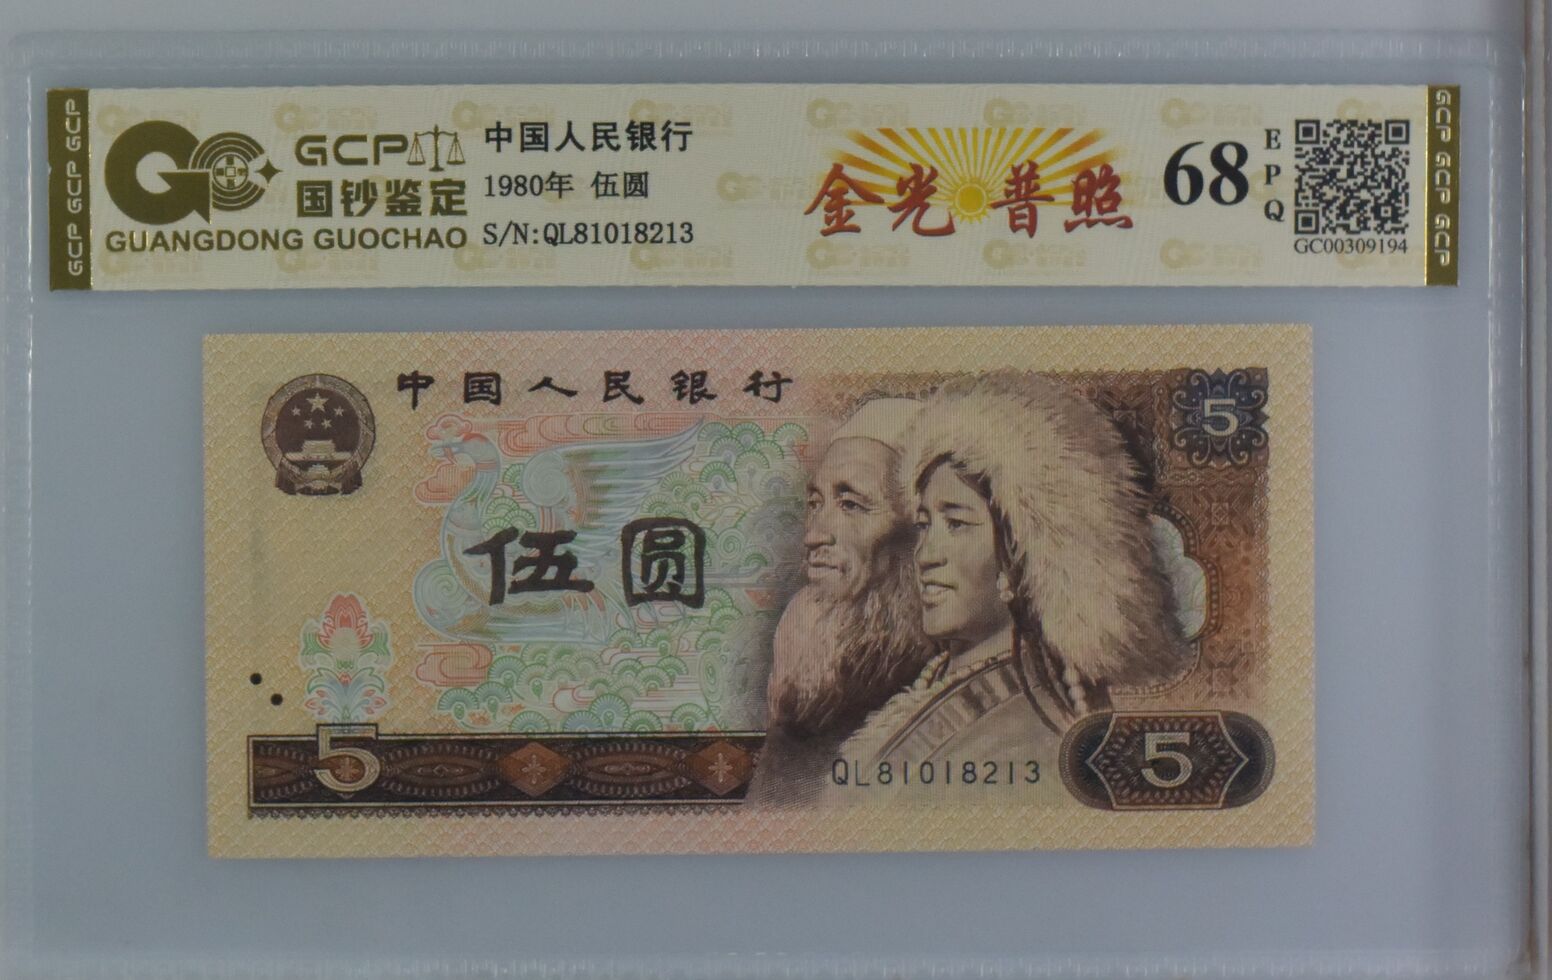 GCP GCP GCP
GCP
国钞鉴定
GUANGDONG GUOCHAO
中国人民银行
1980年 伍圆
S/N:QL81018213
金光普照
68
EPQ
GC00309194
GCP GCP GCP
中国人民银行
5
伍圆
5
QL81018213
5